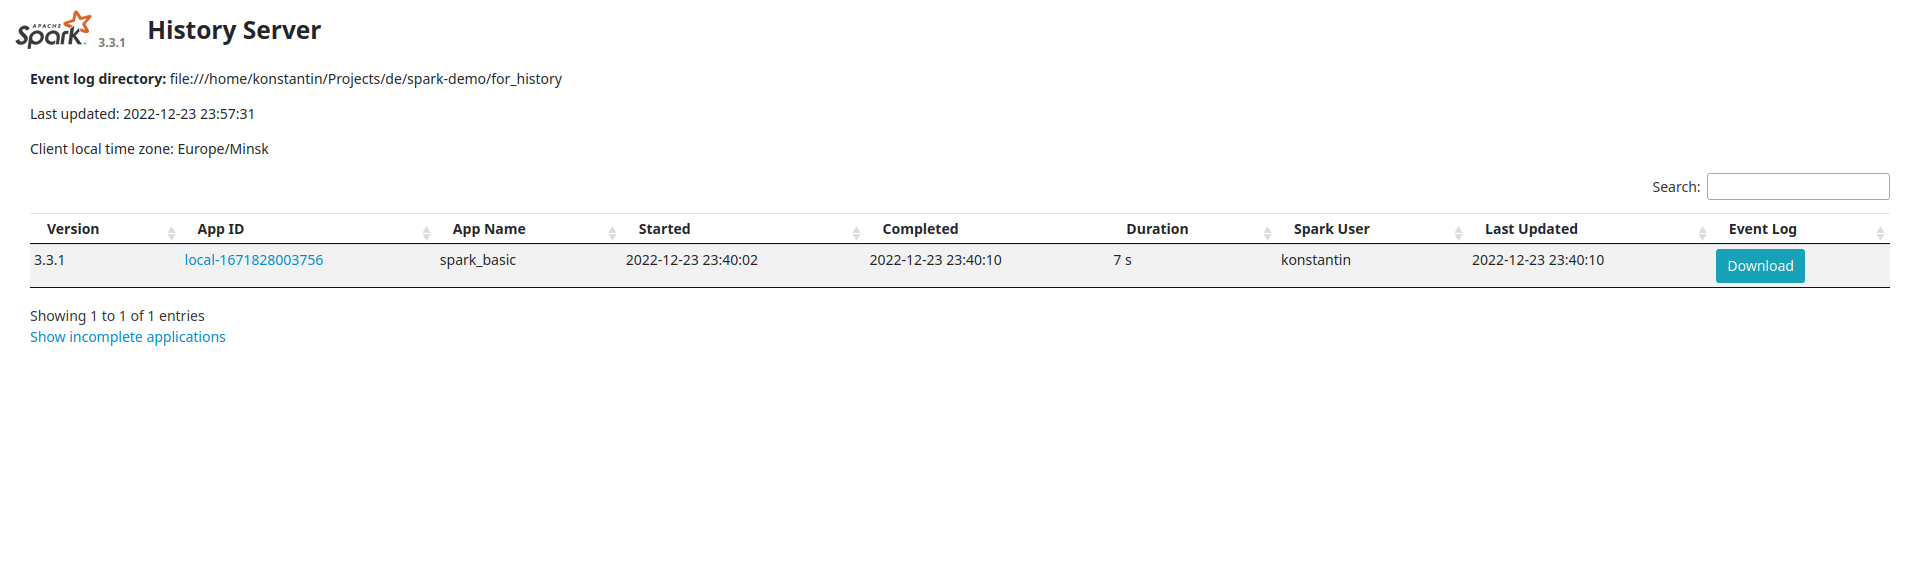 APACHE
Spark 3.3.1 History Server
Event log directory: file:///home/konstantin/Projects/de/spark-demo/for_history
Last updated: 2022-12-23 23:57:31
Client local time zone: Europe/Minsk
Search:
Version App ID App Name Started Completed Duration Spark User Last Updated Event Log
3.3.1 local-1671828003756 spark_basic 2022-12-23 23:40:02 2022-12-23 23:40:10 7 s konstantin 2022-12-23 23:40:10 Download
Showing 1 to 1 of 1 entries
Show incomplete applications